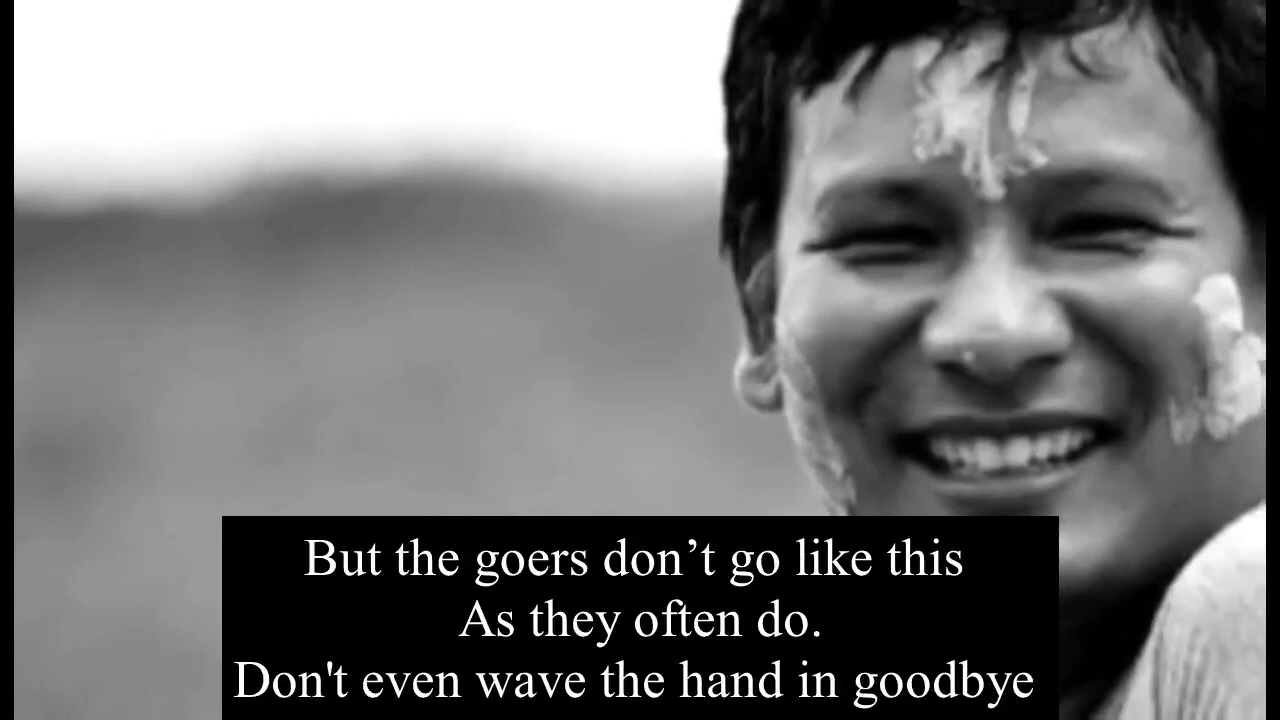 But the goers don’t go like this
As they often do.
Don't even wave the hand in goodbye